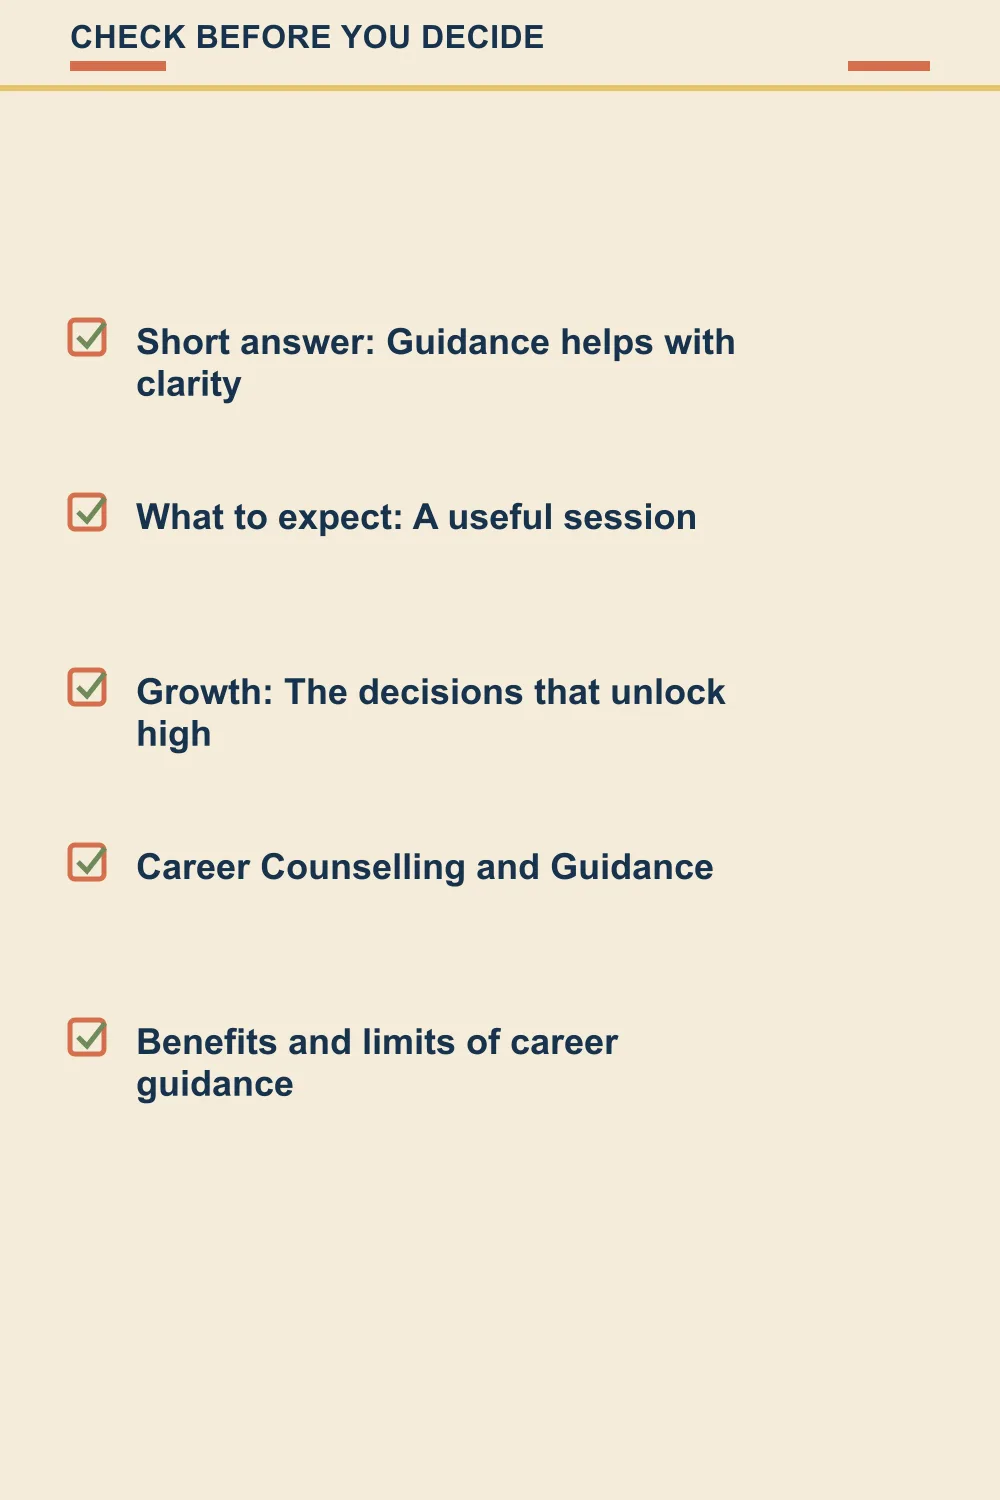 CHECK BEFORE YOU DECIDE
Short answer: Guidance helps with
clarity
What to expect: A useful session
Growth: The decisions that unlock
high
Career Counselling and Guidance
Benefits and limits of career
guidance